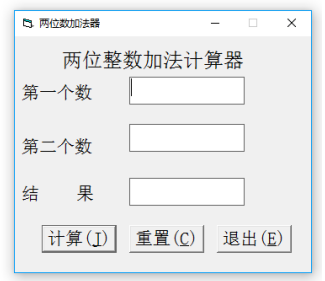 两位数加法器
两位整数加法计算器
第一个数
第二个数
结 果
计算(J) 重置(C) 退出(E)